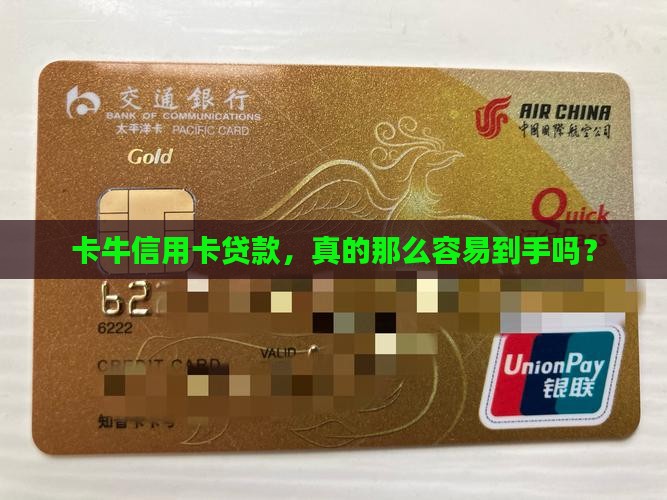 交通銀行
BANK OF COMMUNICATIONS
太平洋卡 PACIFIC CARD
Gold
AIR CHINA
中国国际航空公司
Quick
卡牛信用卡贷款，真的那么容易到手吗？
622
6222
CREDIT CARD
VALID
UnionPay
银联